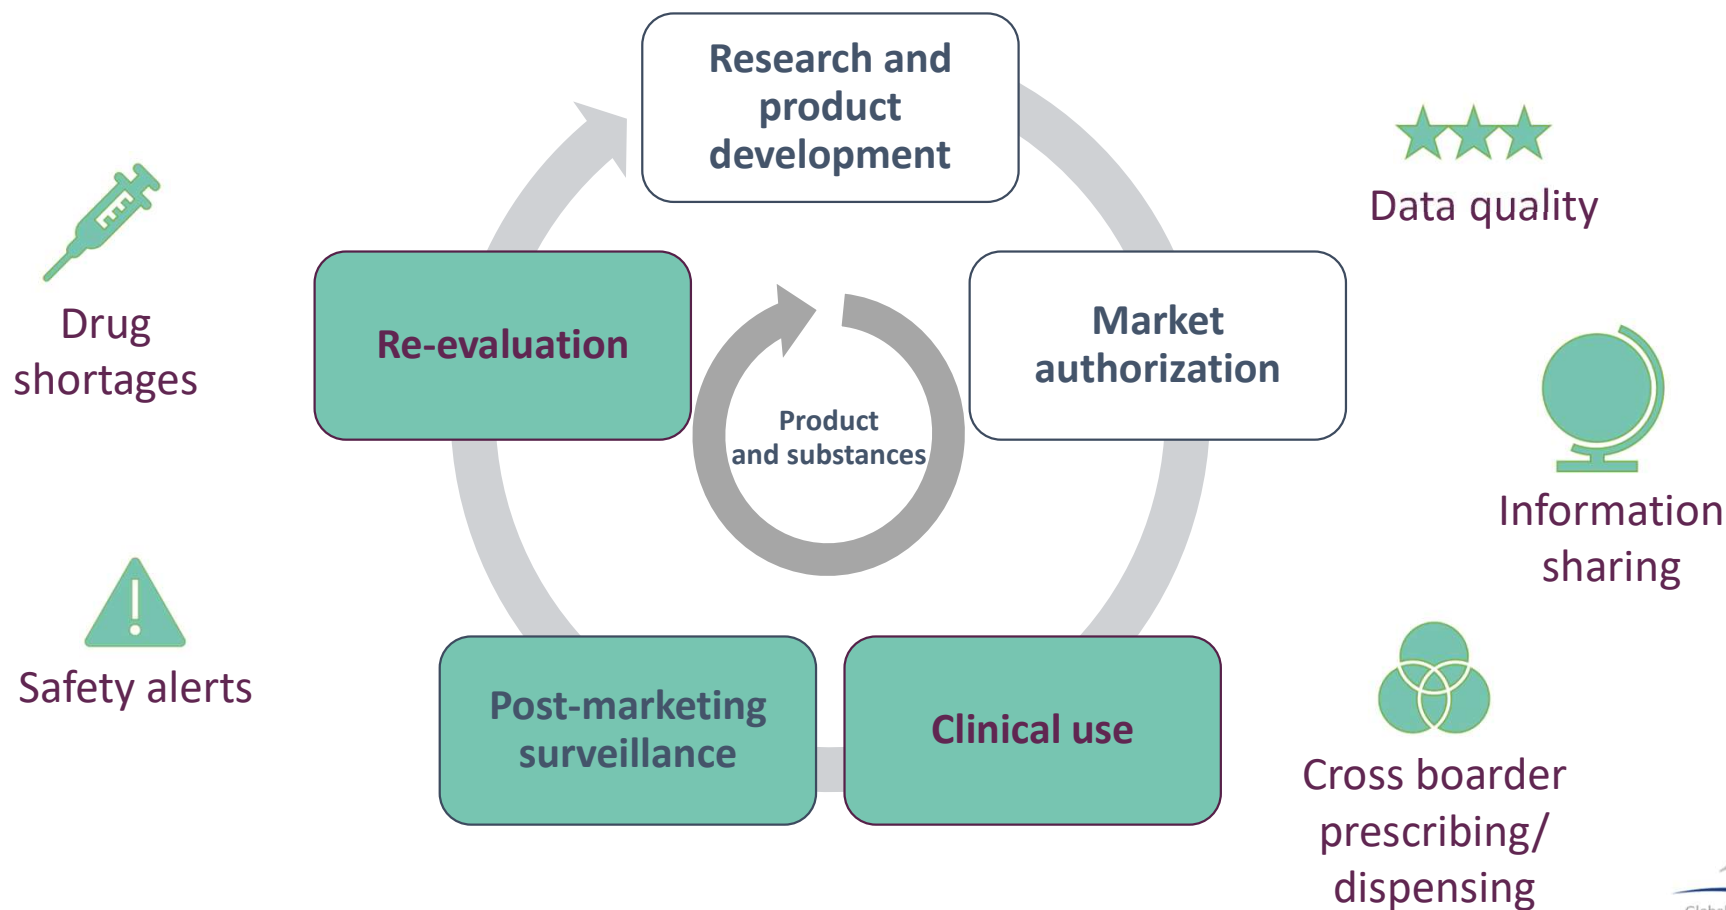 Research and
product
development
Data quality
Drug
shortages
Re-evaluation
Market
authorization
Product
and substances
Information
sharing
Safety alerts
Post-marketing
surveillance
Clinical use
Cross boarder
prescribing/
dispensing